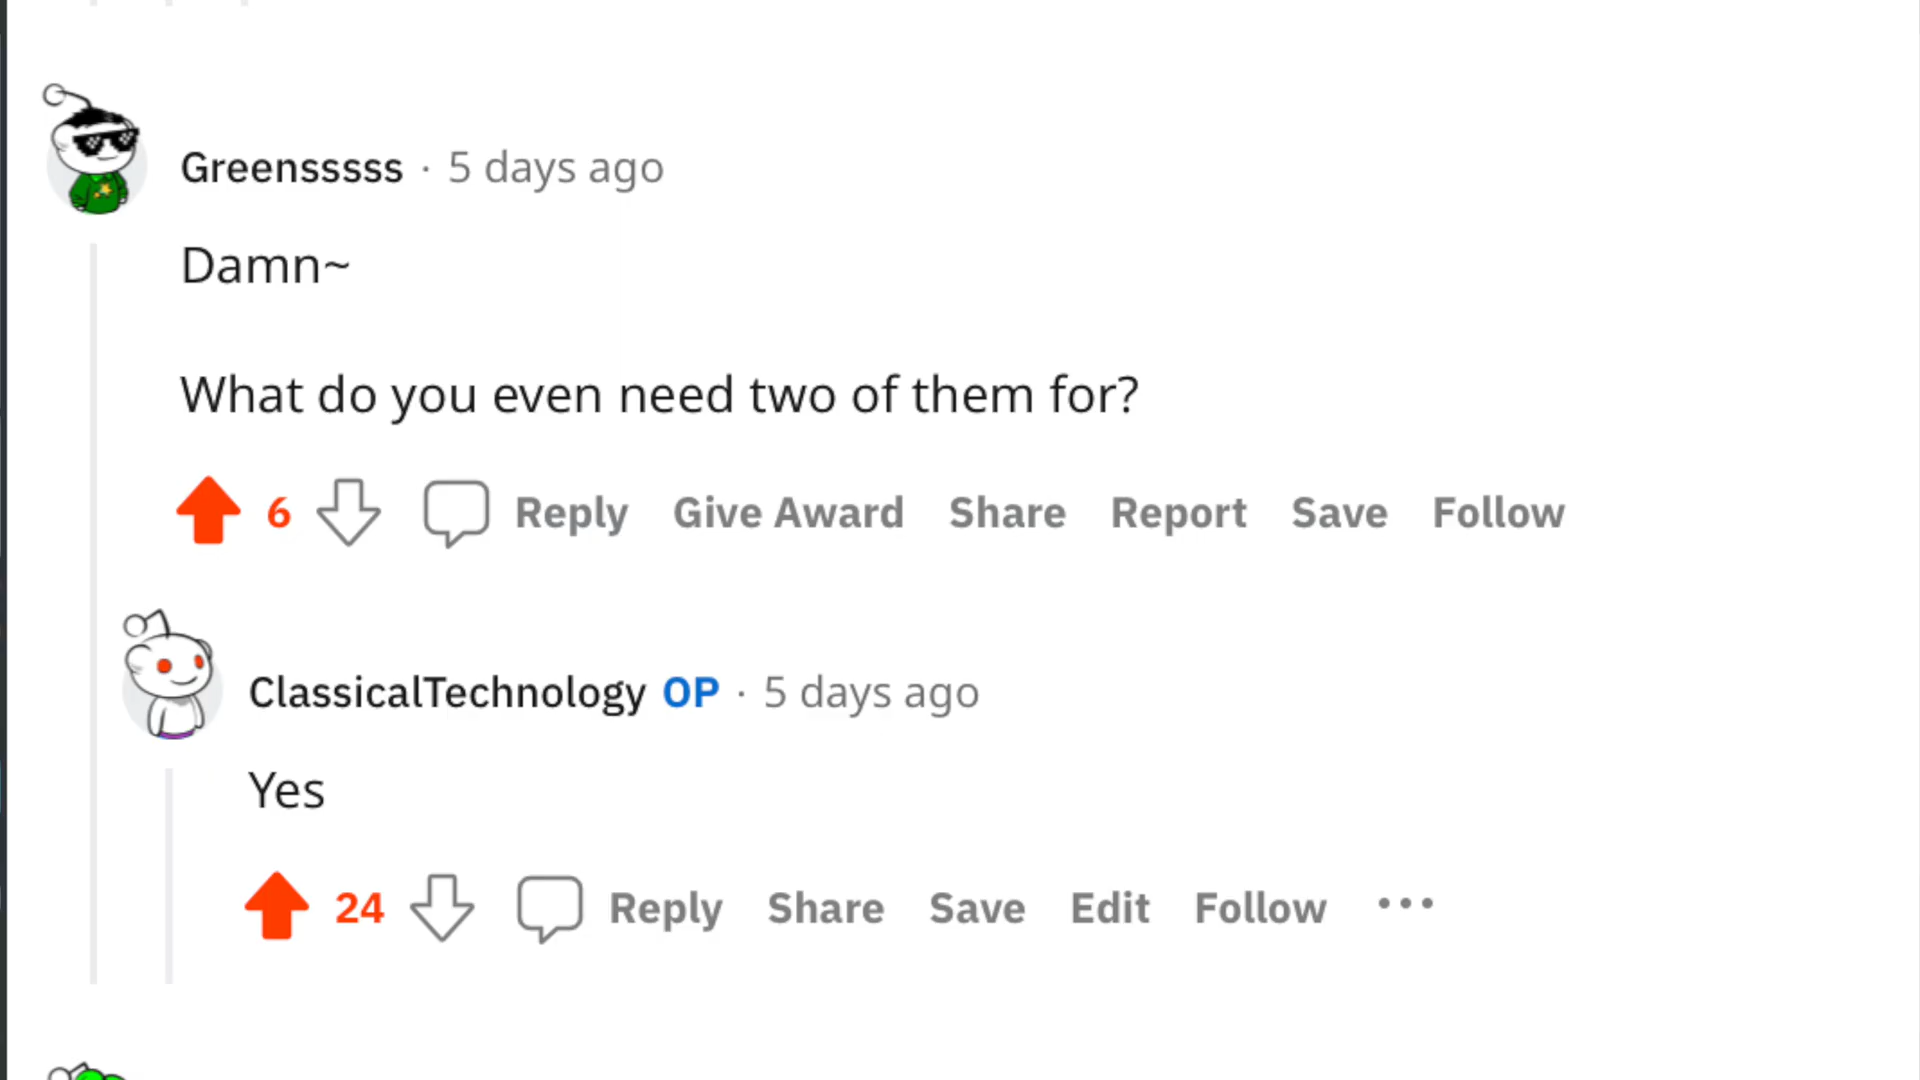 Greensssss · 5 days ago
Damn~
What do you even need two of them for?
6 Reply Give Award Share Report Save Follow
ClassicalTechnology OP · 5 days ago
Yes
24 Reply Share Save Edit Follow ···